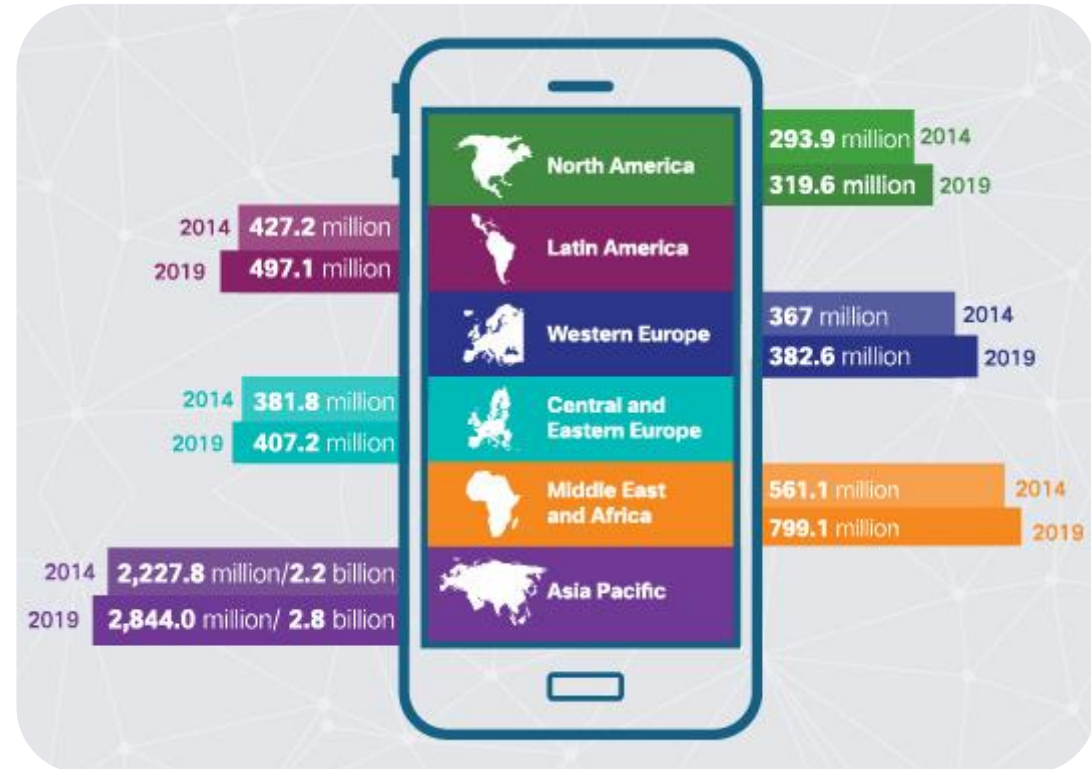 293.9 million 2014
North America
319.6 million 2019
2014 427.2 million
Latin America
2019 497.1 million
367 million 2014
Western Europe
382.6 million 2019
2014 381.8 million
Central and
Eastern Europe
2019 407.2 million
561.1 million 2014
Middle East
and Africa
799.1 million 2019
2014 2,227.8 million/2.2 billion
Asia Pacific
2019 2,844.0 million/ 2.8 billion